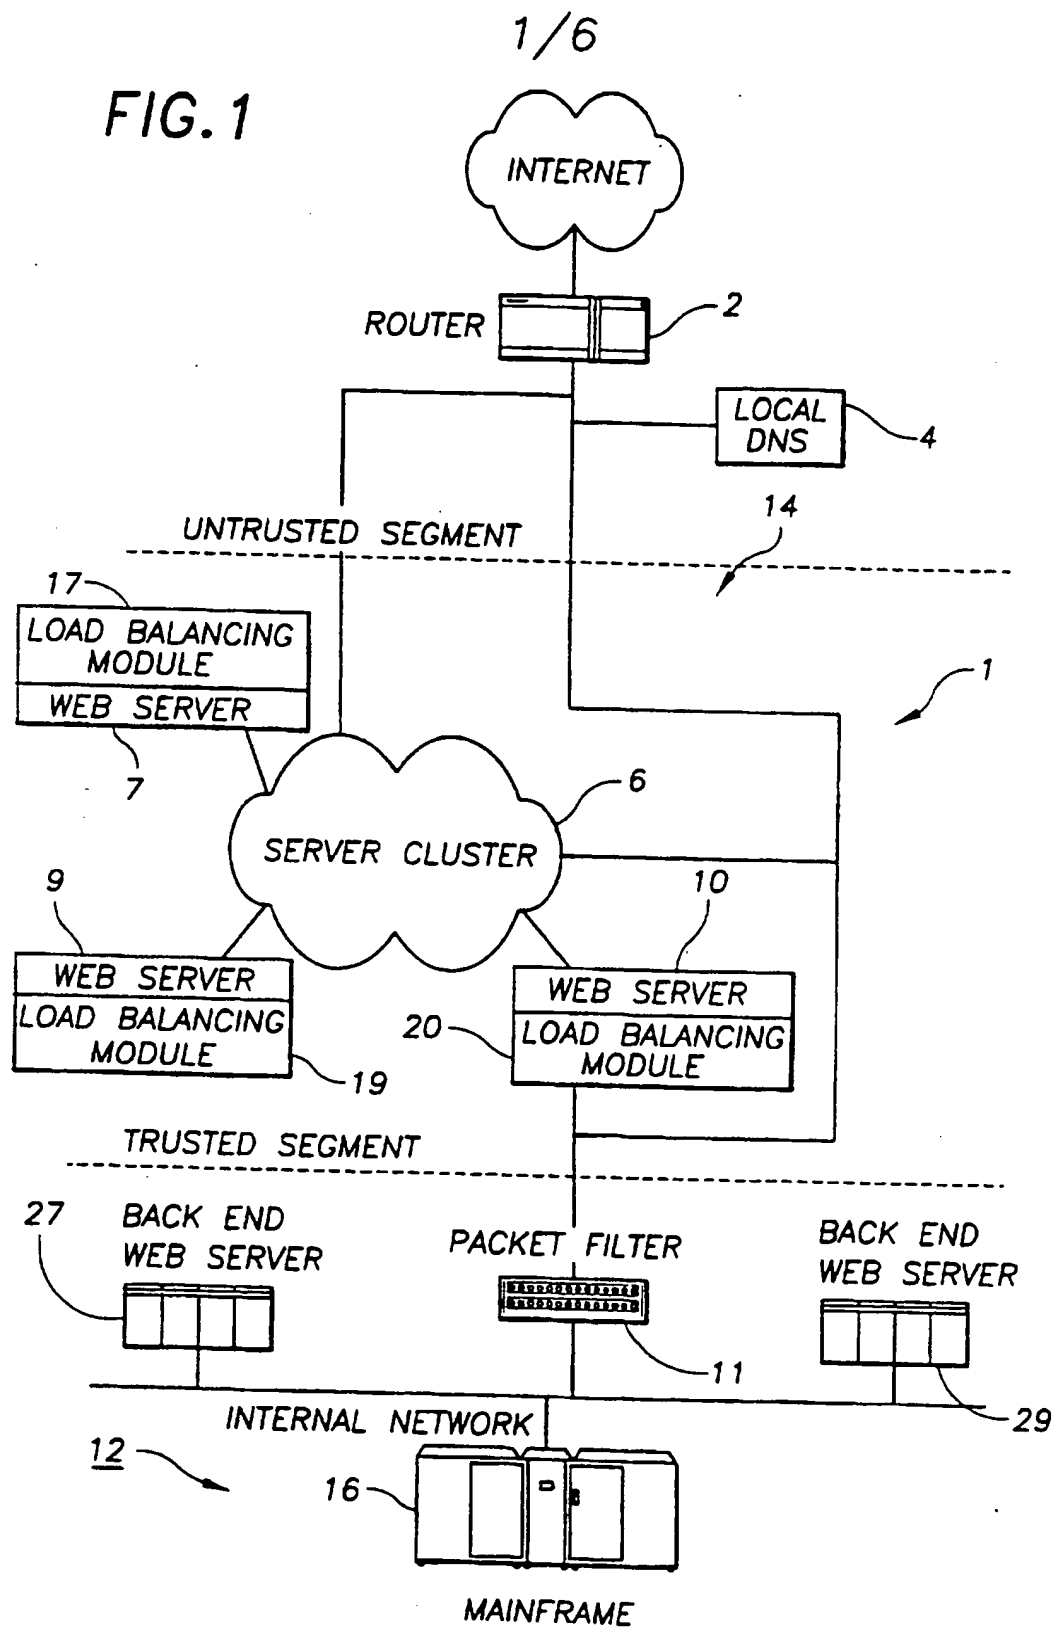 1/6
FIG. 1
INTERNET
ROUTER
2
LOCAL
DNS
4
14
UNTRUSTED SEGMENT
17
LOAD BALANCING
MODULE
WEB SERVER
7
1
6
SERVER CLUSTER
9
10
WEB SERVER
LOAD BALANCING
MODULE
19
WEB SERVER
20
LOAD BALANCING
MODULE
TRUSTED SEGMENT
27
BACK END
WEB SERVER
PACKET FILTER
BACK END
WEB SERVER
11
29
INTERNAL NETWORK
12
16
MAINFRAME